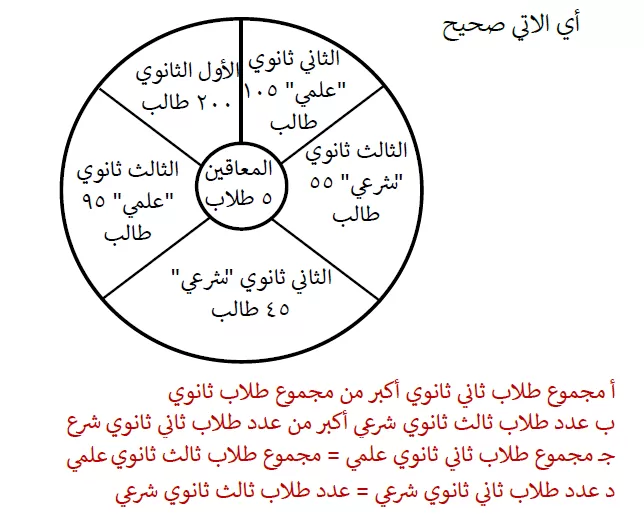 أي الاتي صحيح
الأول الثانوي
٢٠٠ طالب
الثاني ثانوي
"علمي" ١٠٥
طالب
الثالث ثانوي
"شرعي" ٥٥
طالب
المعاقين
٥ طلاب
الثالث ثانوي
"علمي" ٩٥
طالب
الثاني ثانوي "شرعي"
٤٥ طالب
أ مجموع طلاب ثاني ثانوي أكبر من مجموع طلاب ثانوي
ب عدد طلاب ثالث ثانوي شرعي أكبر من عدد طلاب ثاني ثانوي شرع
جـ مجموع طلاب ثاني ثانوي علمي = مجموع طلاب ثالث ثانوي علمي
د عدد طلاب ثاني ثانوي شرعي = عدد طلاب ثالث ثانوي شرعي